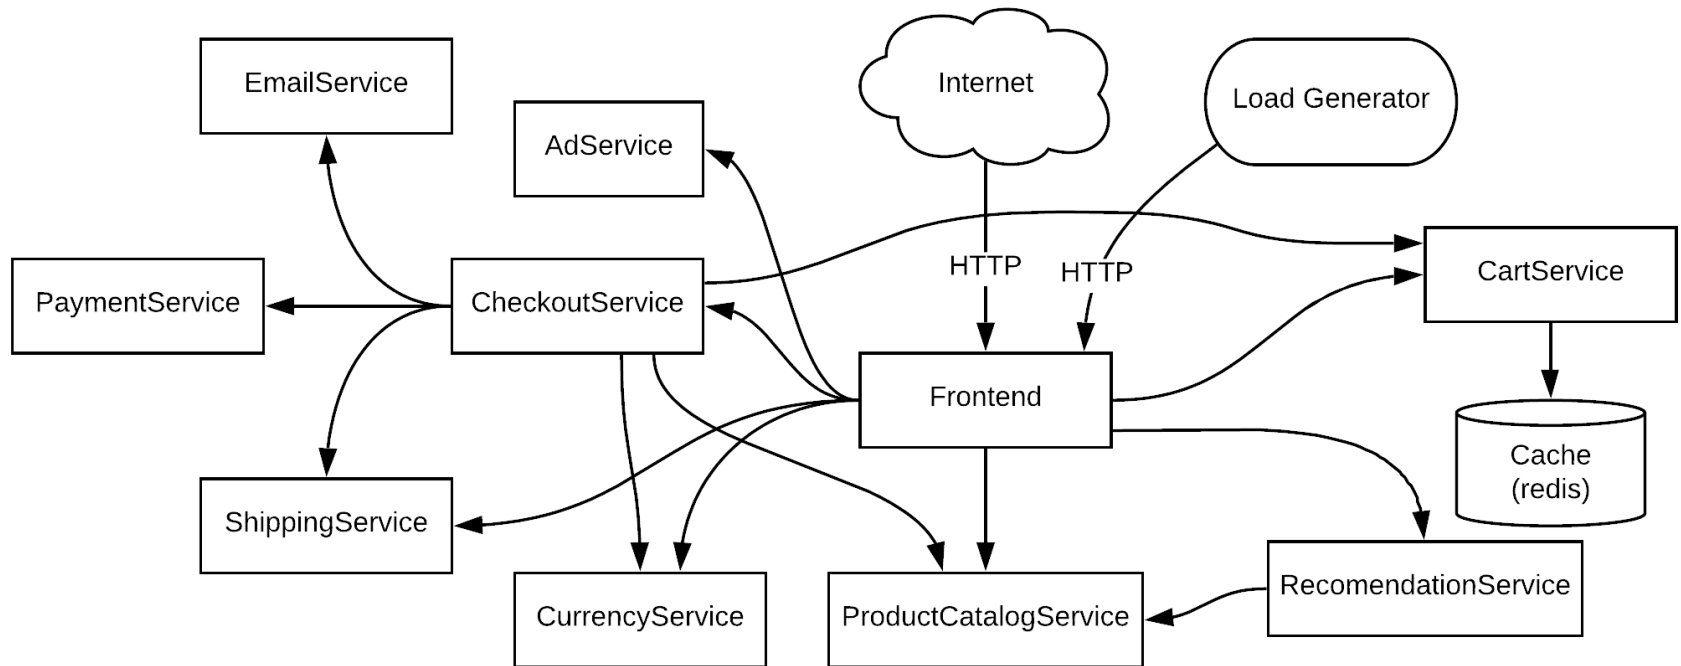 EmailService
Internet
Load Generator
AdService
HTTP
HTTP
CartService
PaymentService
CheckoutService
Frontend
Cache
(redis)
ShippingService
RecomendationService
CurrencyService
ProductCatalogService